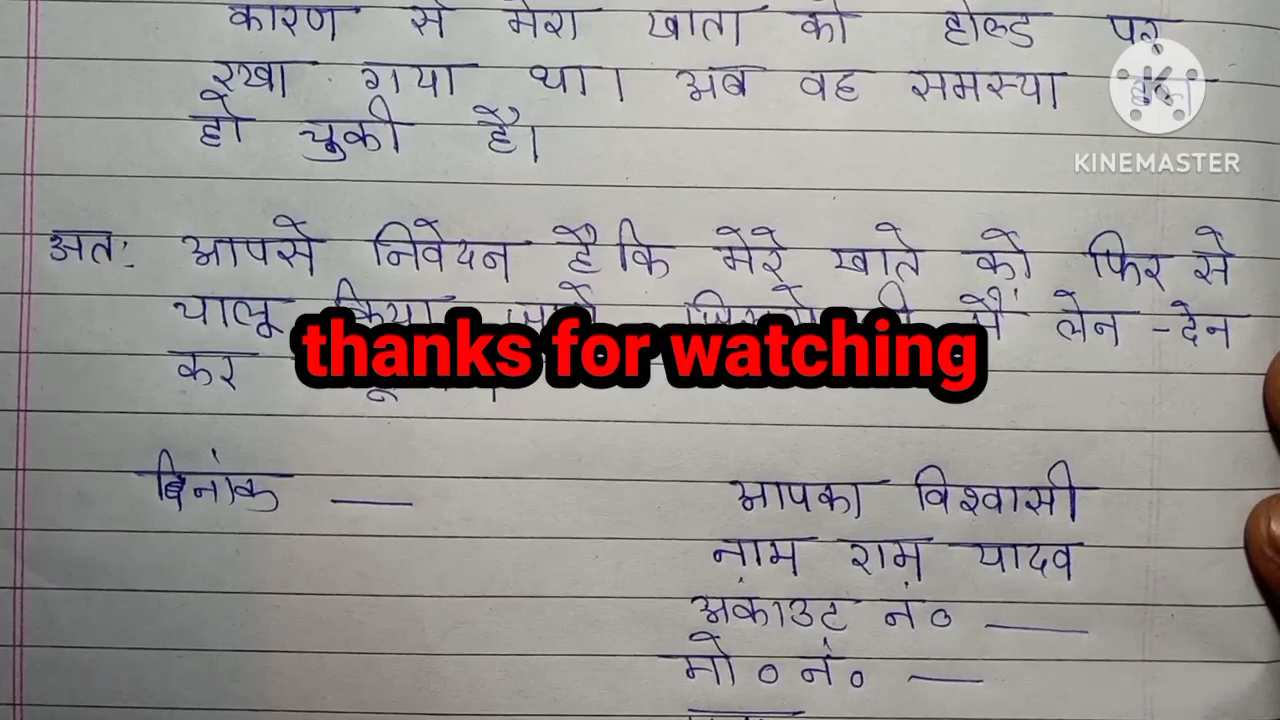 कारण से मेरा खाता को होल्ड पर
रखा गया था। अब वह समस्या
हो चुकी है।
KINEMASTER
अतः आपसे निवेदन है कि मेरे खाते को फिर से
चालू किया में लेन - देन
कर
thanks for watching
दिनांक —
आपका विश्वासी
नाम राम यादव
अकांउट नं० —
मो० नं० —